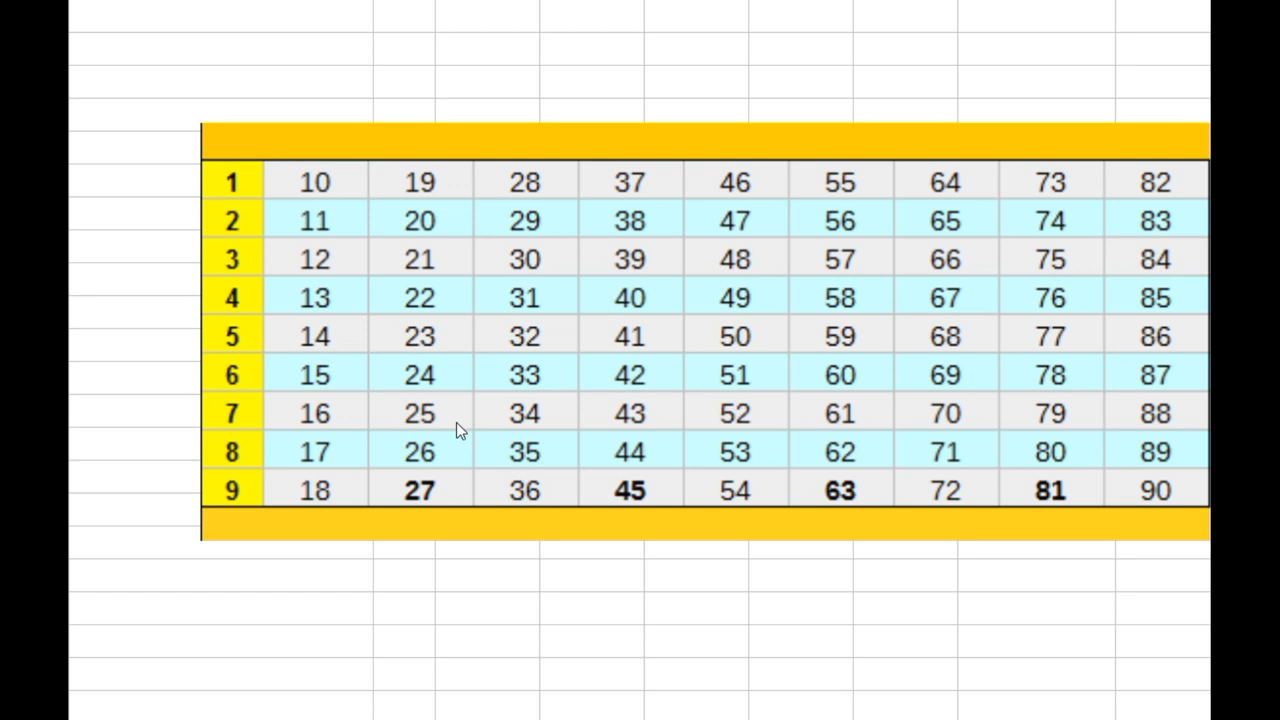 1 10 19 28 37 46 55 64 73 82
2 11 20 29 38 47 56 65 74 83
3 12 21 30 39 48 57 66 75 84
4 13 22 31 40 49 58 67 76 85
5 14 23 32 41 50 59 68 77 86
6 15 24 33 42 51 60 69 78 87
7 16 25 34 43 52 61 70 79 88
8 17 26 35 44 53 62 71 80 89
9 18 27 36 45 54 63 72 81 90